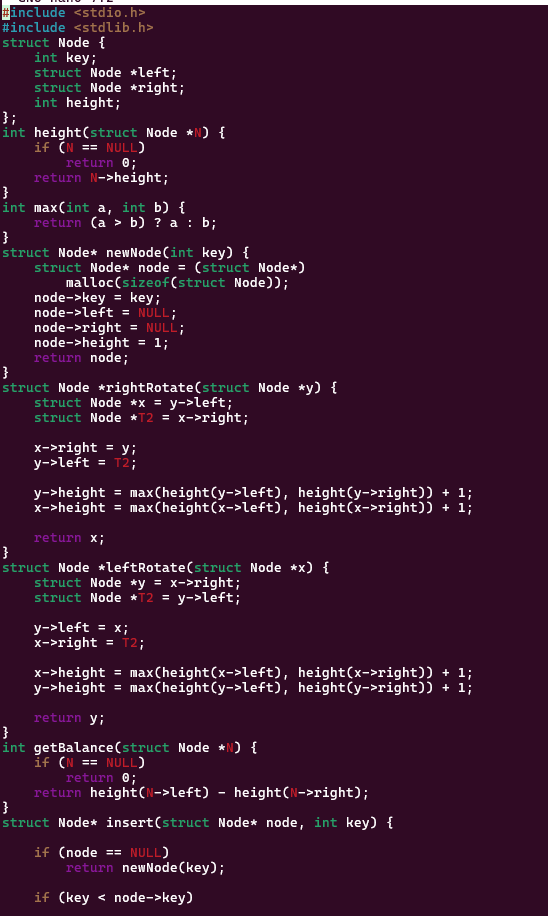 #include <stdio.h>
#include <stdlib.h>
struct Node {
    int key;
    struct Node *left;
    struct Node *right;
    int height;
};
int height(struct Node *N) {
    if (N == NULL)
        return 0;
    return N->height;
}
int max(int a, int b) {
    return (a > b) ? a : b;
}
struct Node* newNode(int key) {
    struct Node* node = (struct Node*)
        malloc(sizeof(struct Node));
    node->key = key;
    node->left = NULL;
    node->right = NULL;
    node->height = 1;
    return node;
}
struct Node *rightRotate(struct Node *y) {
    struct Node *x = y->left;
    struct Node *T2 = x->right;

    x->right = y;
    y->left = T2;

    y->height = max(height(y->left), height(y->right)) + 1;
    x->height = max(height(x->left), height(x->right)) + 1;

    return x;
}
struct Node *leftRotate(struct Node *x) {
    struct Node *y = x->right;
    struct Node *T2 = y->left;

    y->left = x;
    x->right = T2;

    x->height = max(height(x->left), height(x->right)) + 1;
    y->height = max(height(y->left), height(y->right)) + 1;

    return y;
}
int getBalance(struct Node *N) {
    if (N == NULL)
        return 0;
    return height(N->left) - height(N->right);
}
struct Node* insert(struct Node* node, int key) {

    if (node == NULL)
        return newNode(key);

    if (key < node->key)